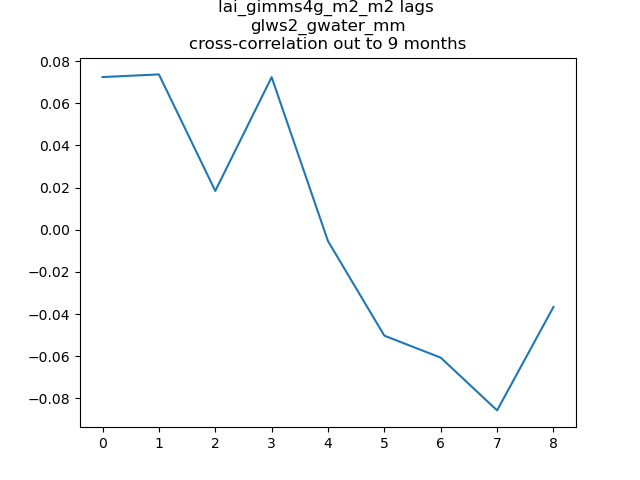 lai_gimms4g_m2_m2 lags
glws2_gwater_mm
cross-correlation out to 9 months
0.08
0.06
0.04
0.02
0.00
−0.02
−0.04
−0.06
−0.08
0 1 2 3 4 5 6 7 8